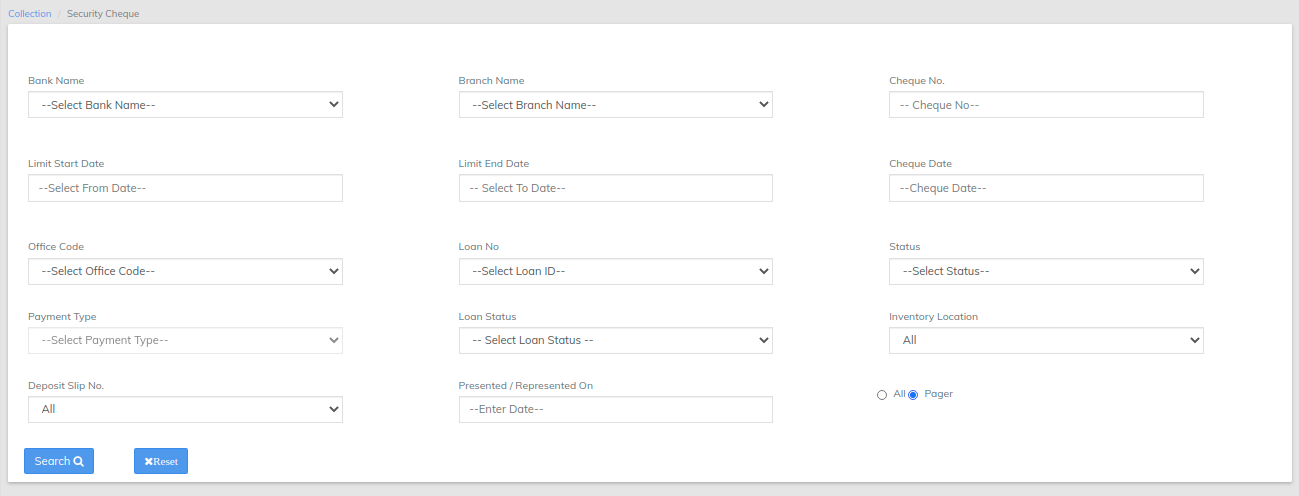 Collection / Security Cheque
Bank Name Branch Name Cheque No.
--Select Bank Name-- --Select Branch Name-- -- Cheque No--
Limit Start Date Limit End Date Cheque Date
--Select From Date-- -- Select To Date-- --Cheque Date--
Office Code Loan No Status
--Select Office Code-- --Select Loan ID-- --Select Status--
Payment Type Loan Status Inventory Location
--Select Payment Type-- -- Select Loan Status -- All
Deposit Slip No. Presented / Represented On
All Pager
All --Enter Date--
Search Reset